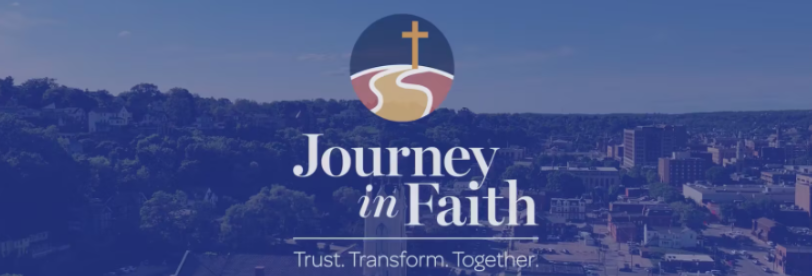 Journey
in Faith
Trust. Transform. Together.